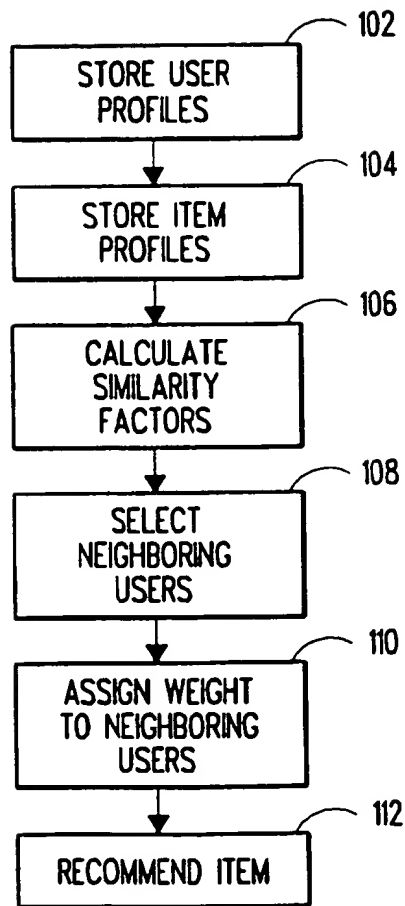 102
STORE USER
PROFILES
104
STORE ITEM
PROFILES
106
CALCULATE
SIMILARITY
FACTORS
108
SELECT
NEIGHBORING
USERS
110
ASSIGN WEIGHT
TO NEIGHBORING
USERS
112
RECOMMEND ITEM